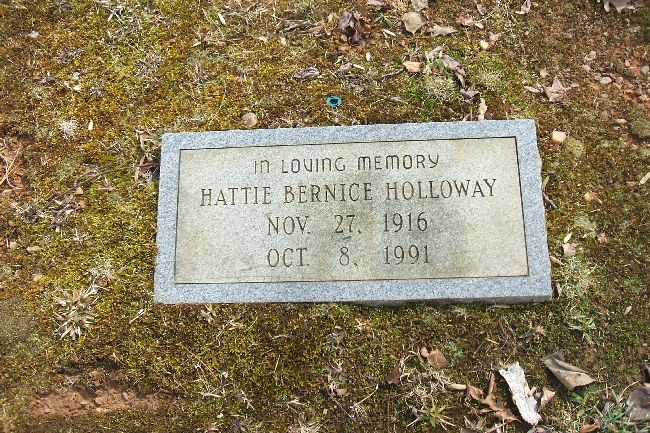 In Loving Memory
HATTIE BERNICE HOLLOWAY
NOV. 27, 1916
OCT. 8, 1991